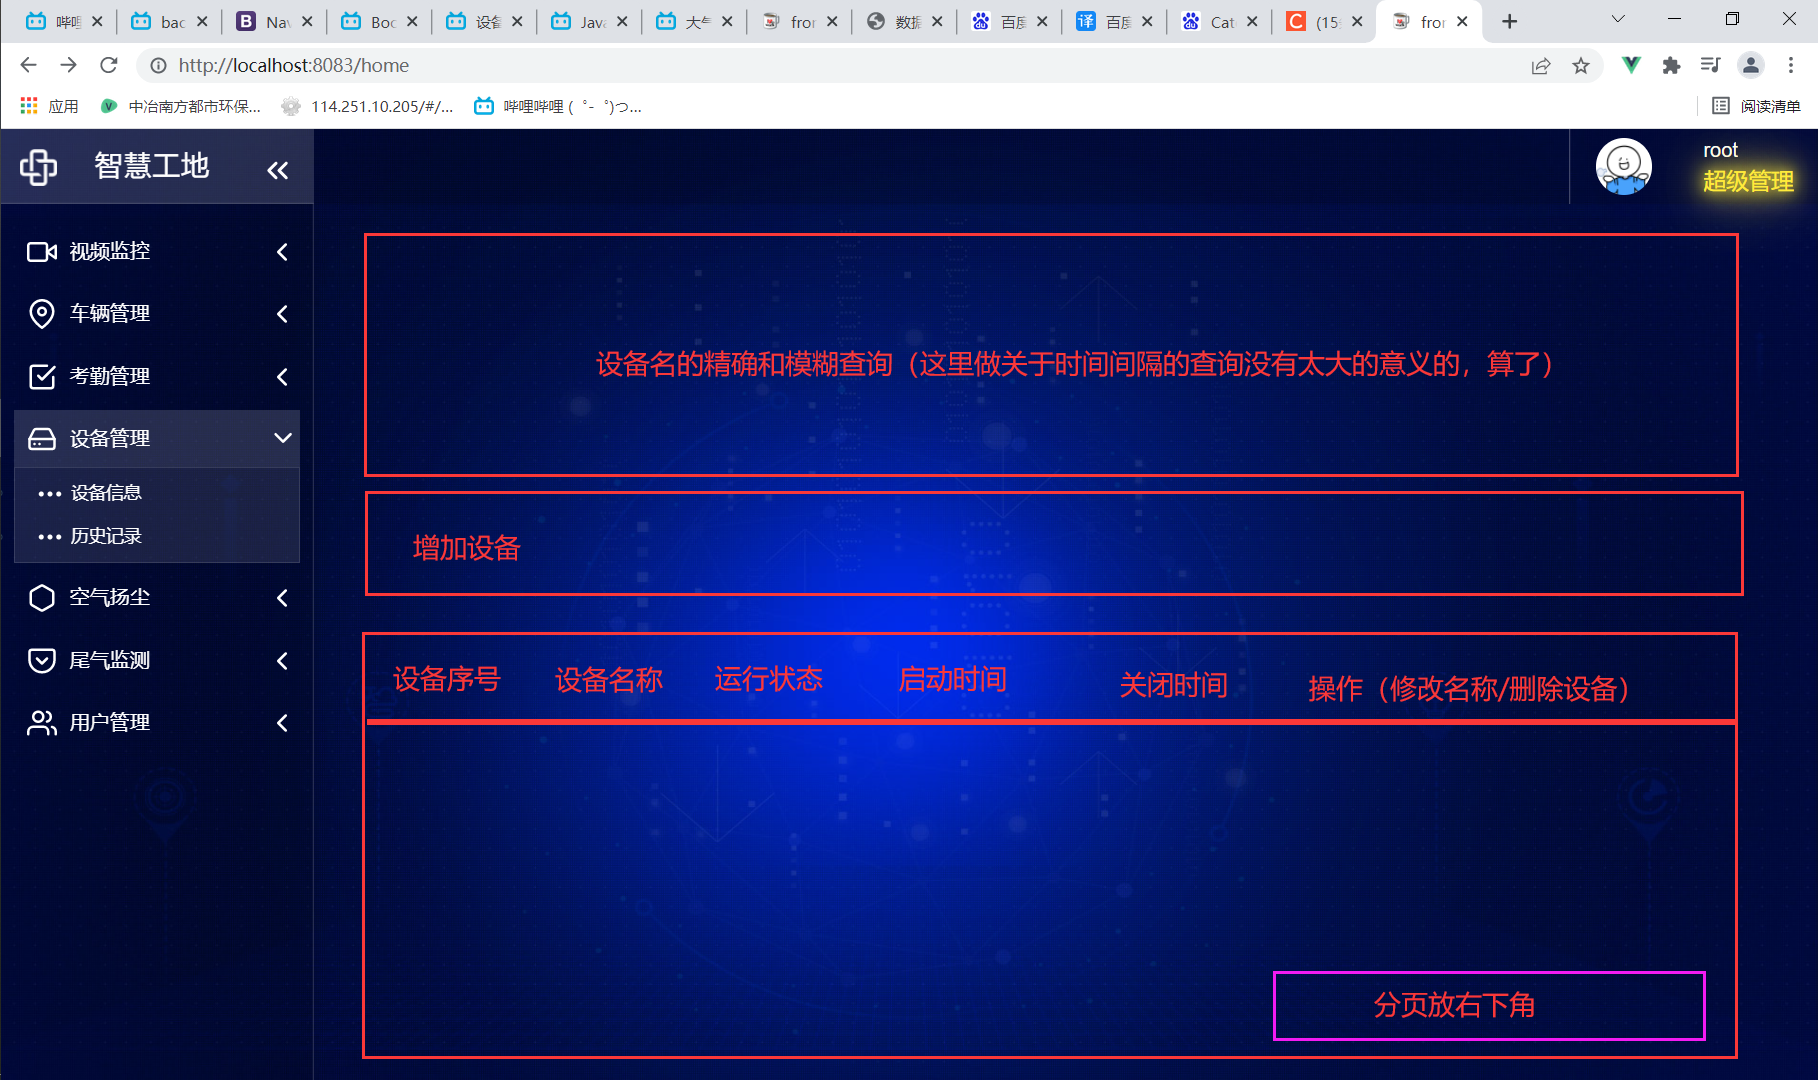 哔哩
bac
Na
Boo
设备
Java
大气
fror
数据
百度
百度
Cat
(15
fror
http://localhost:8083/home
应用
中冶南方都市环保...
114.251.10.205/#/...
哔哩哔哩 ( ゜- ゜)つ...
阅读清单
智慧工地
root
超级管理
视频监控
车辆管理
考勤管理
设备管理
设备信息
历史记录
空气扬尘
尾气监测
用户管理
设备名的精确和模糊查询（这里做关于时间间隔的查询没有太大的意义的，算了）
增加设备
设备序号 设备名称 运行状态 启动时间 关闭时间 操作（修改名称/删除设备）
分页放右下角